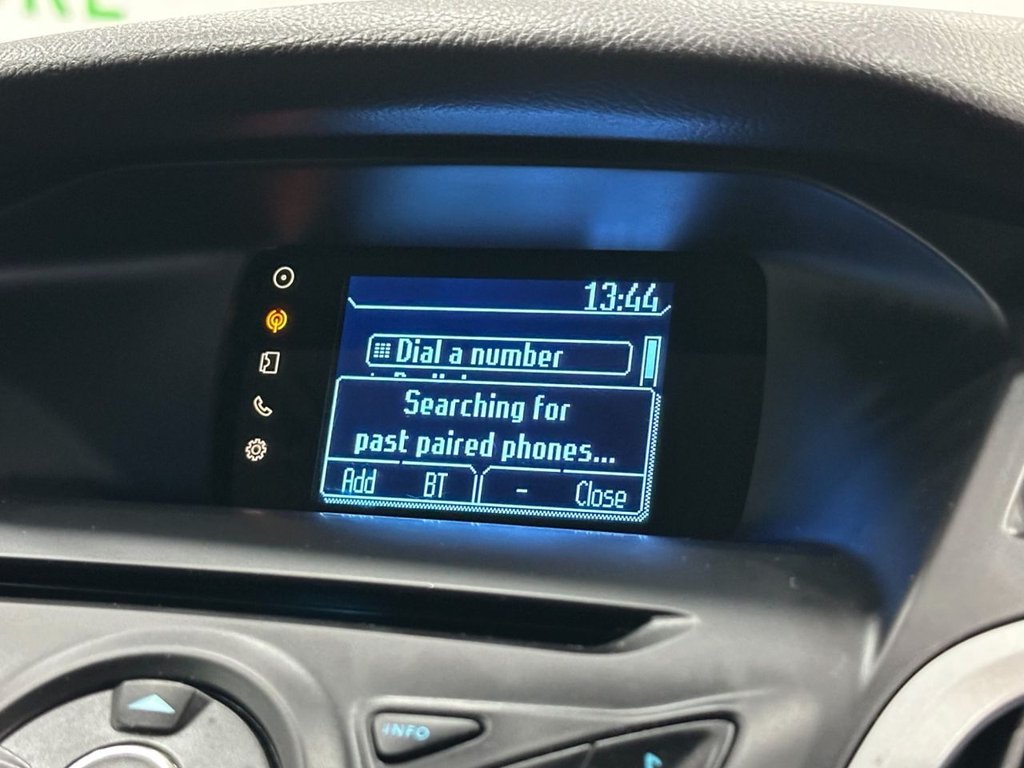 13:44
Dial a number
Searching for
past paired phones...
Add BT - Close
INFO